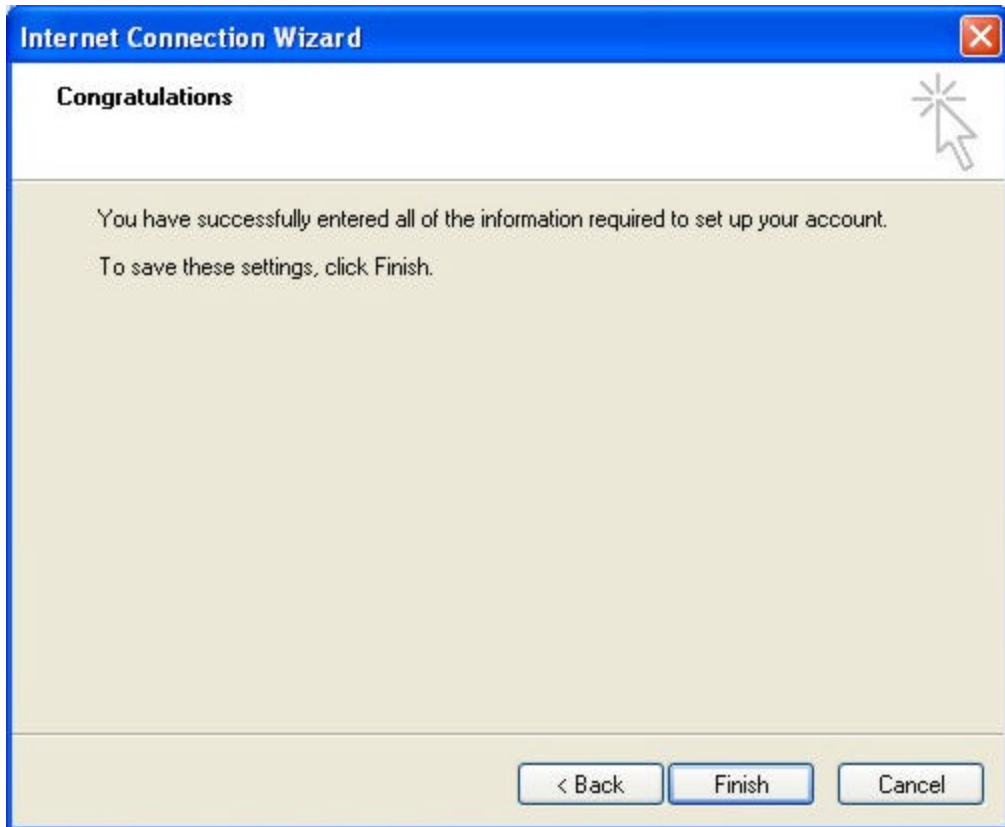 Internet Connection Wizard
Congratulations
You have successfully entered all of the information required to set up your account.
To save these settings, click Finish.
< Back
Finish
Cancel